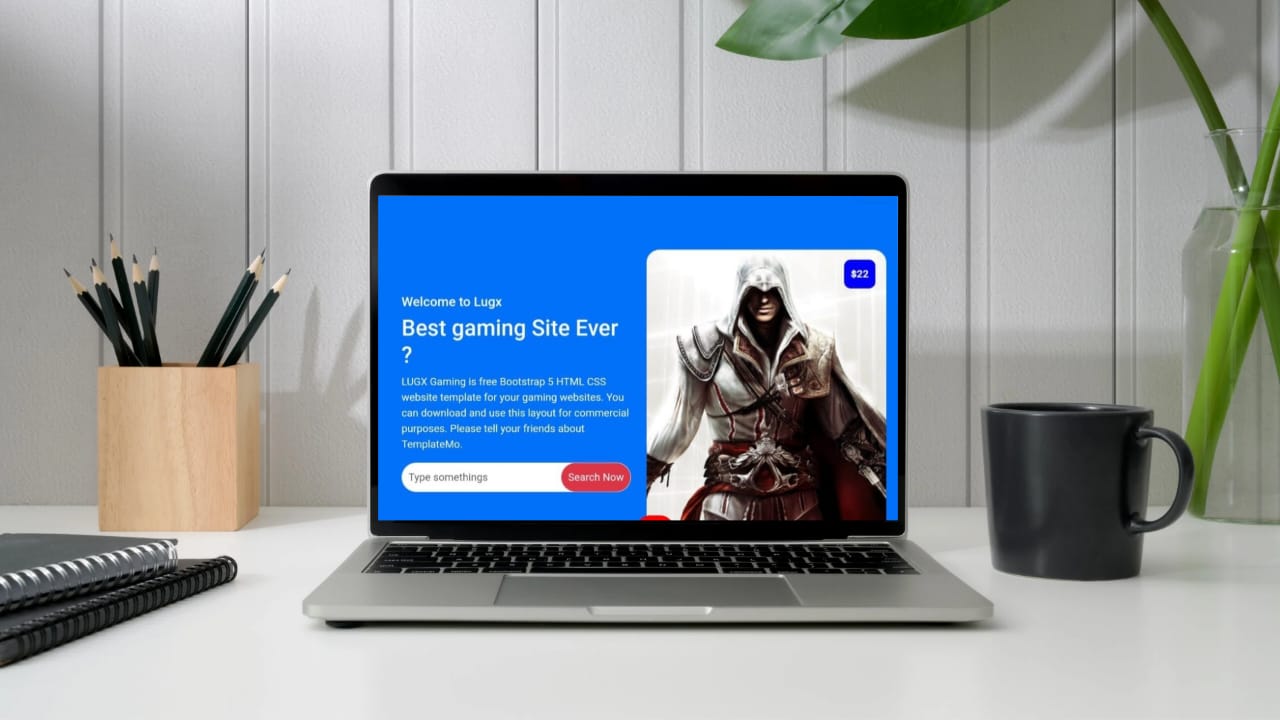 Welcome to Lugx
Best gaming Site Ever
?
LUGX Gaming is free Bootstrap 5 HTML CSS
website template for your gaming websites. You
can download and use this layout for commercial
purposes. Please tell your friends about
TemplateMo.
Type somethings
Search Now
$22